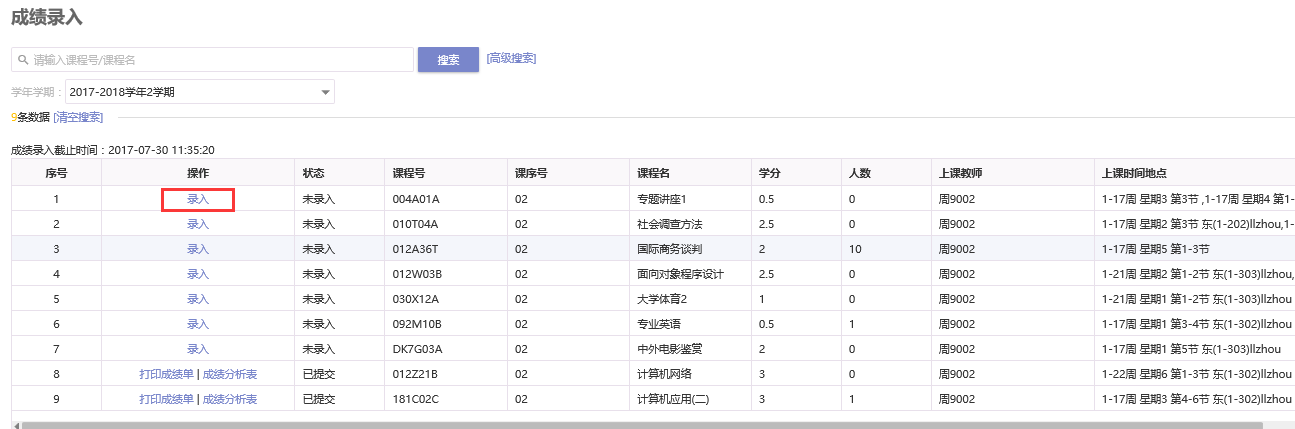 成绩录入
请输入课程号/课程名 搜索 [高级搜索]
学年学期： 2017-2018学年2学期
9条数据 [清空搜索]
成绩录入截止时间：2017-07-30 11:35:20
序号 操作 状态 课程号 课序号 课程名 学分 人数 上课教师 上课时间地点
1 录入 未录入 004A01A 02 专题讲座1 0.5 0 周9002 1-17周 星期3 第3节 ,1-17周 星期4 第1-
2 录入 未录入 010T04A 02 社会调查方法 2.5 0 周9002 1-17周 星期2 第3节 东(1-202)llzhou,1-
3 录入 未录入 012A36T 02 国际商务谈判 2 10 周9002 1-17周 星期5 第1-3节
4 录入 未录入 012W03B 02 面向对象程序设计 2.5 0 周9002 1-21周 星期2 第1-2节 东(1-303)llzhou,
5 录入 未录入 030X12A 02 大学体育2 1 0 周9002 1-21周 星期1 第1-2节 东(1-303)llzhou
6 录入 未录入 092M10B 02 专业英语 0.5 1 周9002 1-17周 星期1 第3-4节 东(1-302)llzhou
7 录入 未录入 DK7G03A 02 中外电影鉴赏 2 0 周9002 1-17周 星期1 第5节 东(1-303)llzhou
8 打印成绩单 | 成绩分析表 已提交 012Z21B 02 计算机网络 3 0 周9002 1-22周 星期6 第1-3节 东(1-302)llzhou
9 打印成绩单 | 成绩分析表 已提交 181C02C 02 计算机应用(二) 3 1 周9002 1-17周 星期3 第4-6节 东(1-302)llzhou